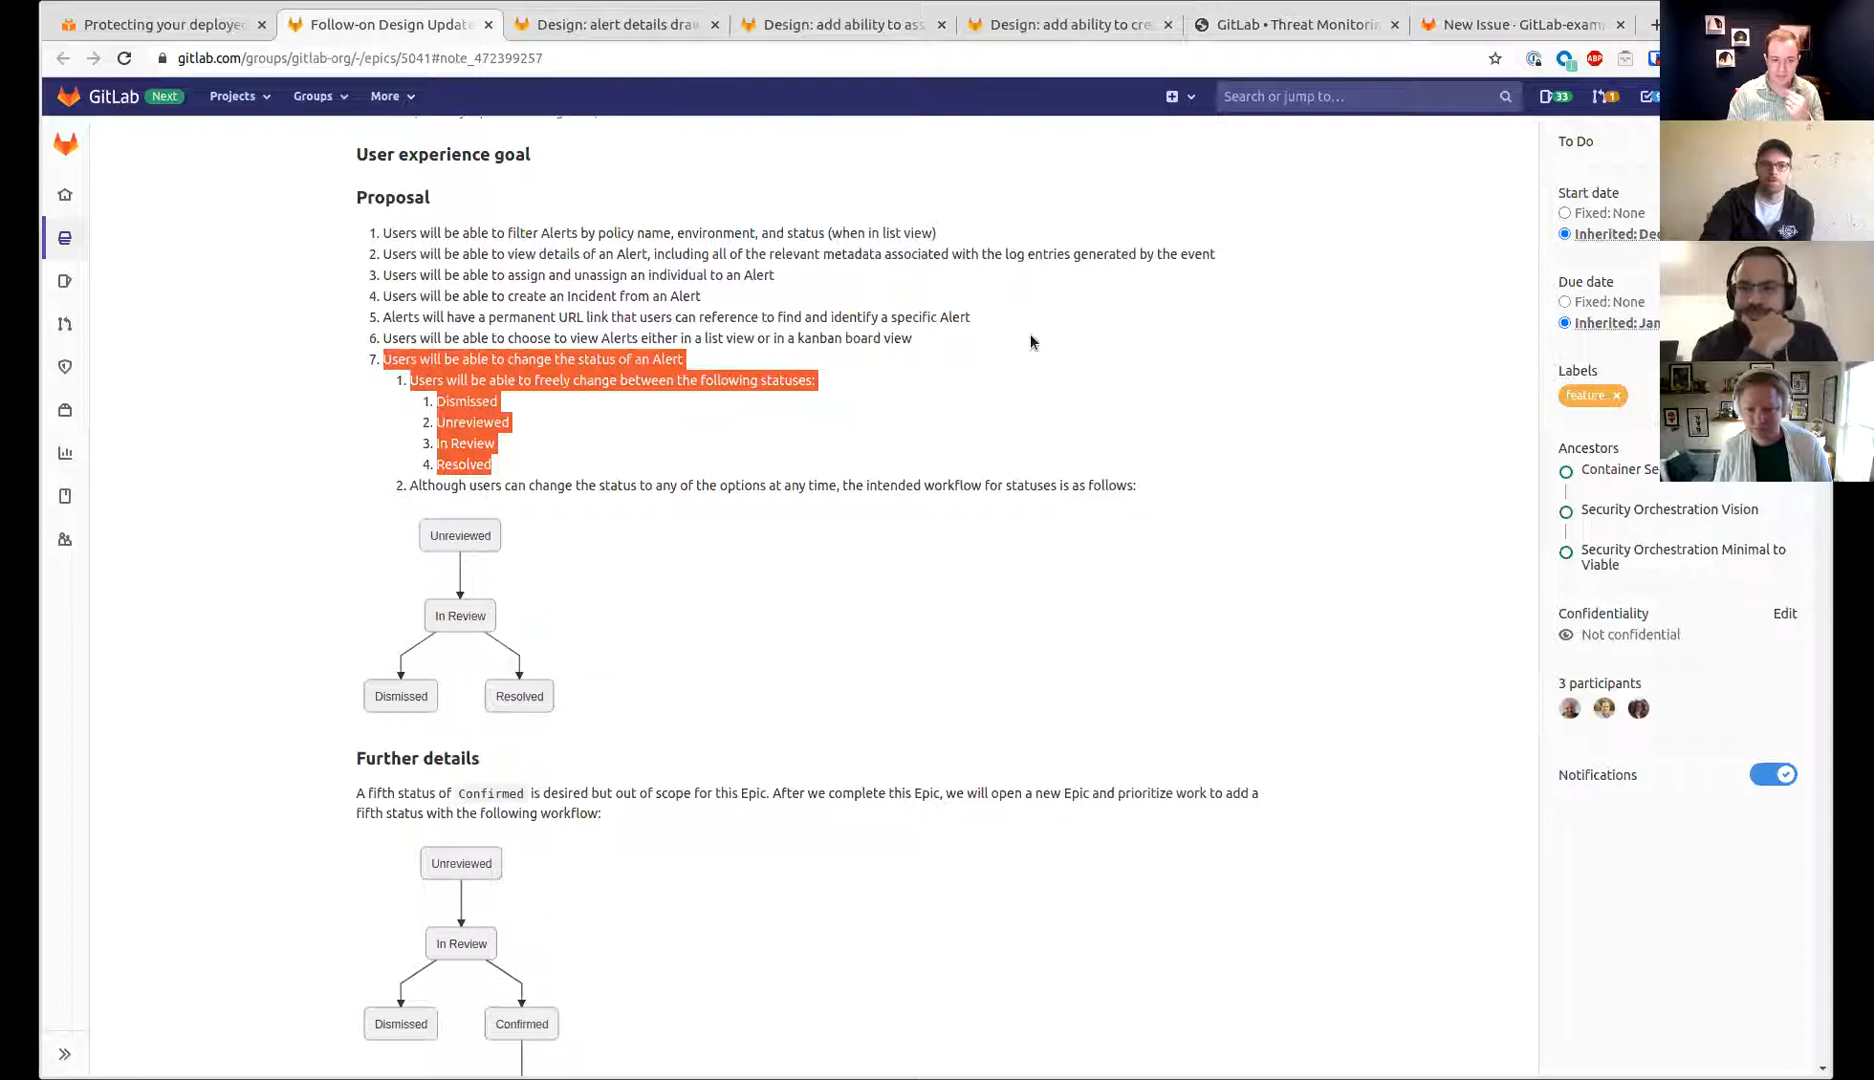 Protecting your deploye
Follow-on Design Update
Design: alert details dra
Design: add ability to as
Design: add ability to cre
GitLab • Threat Monitorin
New Issue · GitLab-exam
gitlab.com/groups/gitlab-org/-/epics/5041#note_472399257
ABP
GitLab
Next
Projects
Groups
More
Search or jump to...
33
1
User experience goal
Proposal
1. Users will be able to filter Alerts by policy name, environment, and status (when in list view)
2. Users will be able to view details of an Alert, including all of the relevant metadata associated with the log entries generated by the event
3. Users will be able to assign and unassign an individual to an Alert
4. Users will be able to create an Incident from an Alert
5. Alerts will have a permanent URL link that users can reference to find and identify a specific Alert
6. Users will be able to choose to view Alerts either in a list view or in a kanban board view
7. Users will be able to change the status of an Alert
1. Users will be able to freely change between the following statuses:
1. Dismissed
2. Unreviewed
3. In Review
4. Resolved
2. Although users can change the status to any of the options at any time, the intended workflow for statuses is as follows:
Unreviewed
In Review
Dismissed
Resolved
Further details
A fifth status of Confirmed is desired but out of scope for this Epic. After we complete this Epic, we will open a new Epic and prioritize work to add a
fifth status with the following workflow:
Unreviewed
In Review
Dismissed
Confirmed
To Do
Start date
Fixed: None
Inherited: Dec
Due date
Fixed: None
Inherited: Jan
Labels
feature
Ancestors
Container Se
Security Orchestration Vision
Security Orchestration Minimal to
Viable
Confidentiality
Edit
Not confidential
3 participants
Notifications